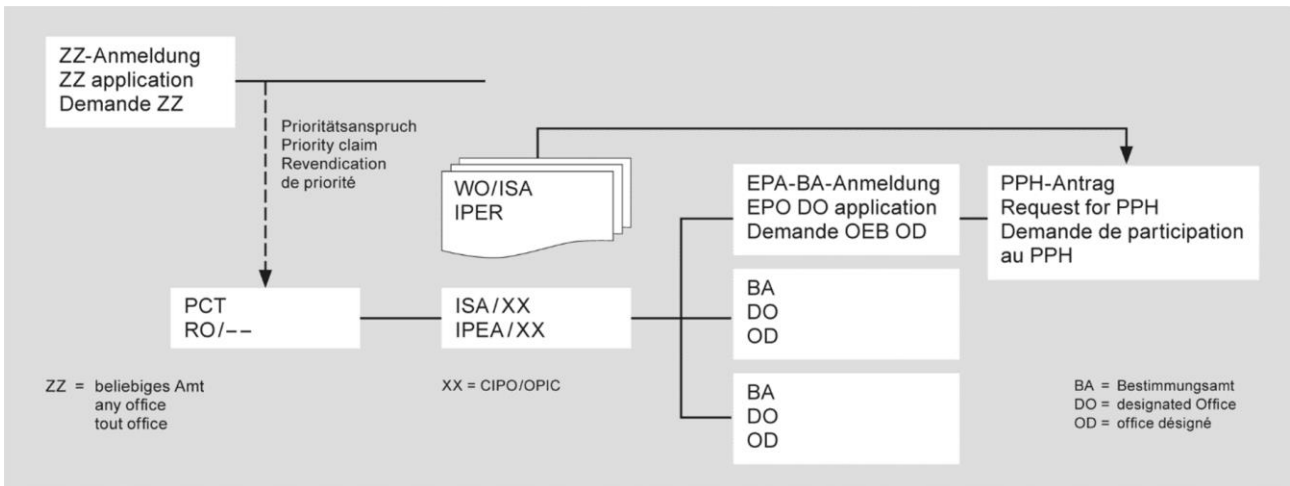 ZZ-Anmeldung
ZZ application
Demande ZZ
Prioritätsanspruch
Priority claim
Revendication
de priorité
WO/ISA
IPER
EPA-BA-Anmeldung
EPO DO application
Demande OEB OD
PPH-Antrag
Request for PPH
Demande de participation
au PPH
PCT
RO/––
ISA/XX
IPEA/XX
BA
DO
OD
BA
DO
OD
ZZ = beliebiges Amt
any office
tout office
XX = CIPO/OPIC
BA = Bestimmungsamt
DO = designated Office
OD = office désigné